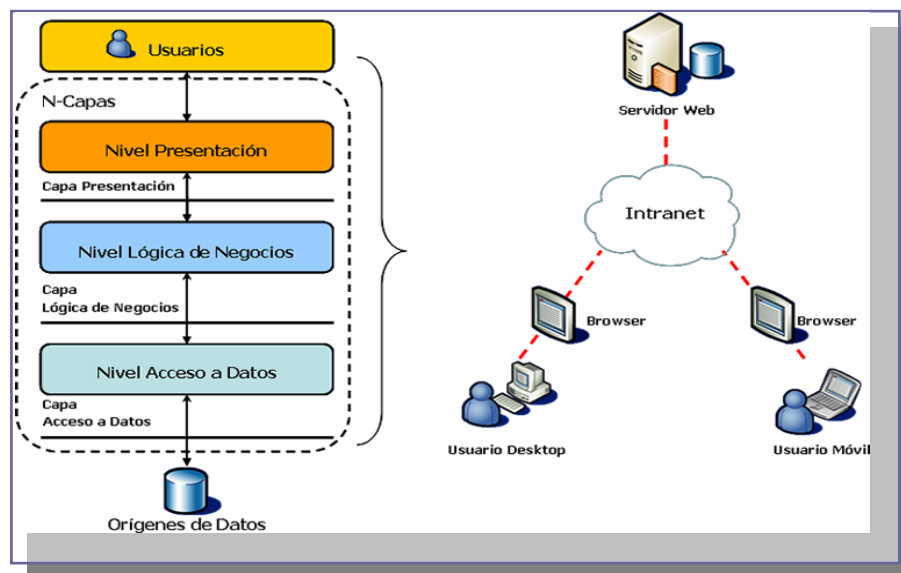 Usuarios
N-Capas
Nivel Presentación
Capa Presentación
Nivel Lógica de Negocios
Capa
Lógica de Negocios
Nivel Acceso a Datos
Capa
Acceso a Datos
Orígenes de Datos
Servidor Web
Intranet
Browser
Browser
Usuario Desktop
Usuario Móvil